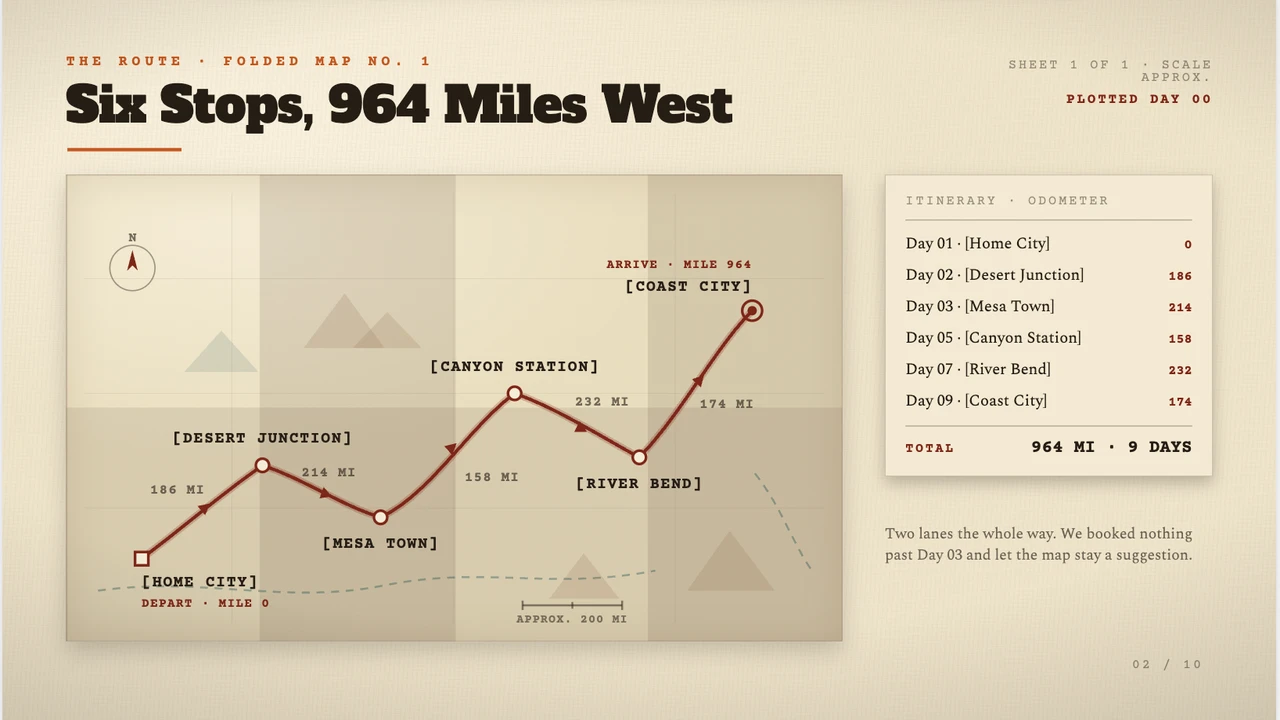 THE ROUTE · FOLDED MAP NO. 1
Six Stops, 964 Miles West
SHEET 1 OF 1 · SCALE
APPROX.
PLOTTED DAY 00
N
ARRIVE · MILE 964
[COAST CITY]
[CANYON STATION]
232 MI
174 MI
[DESERT JUNCTION]
214 MI
158 MI
186 MI
[RIVER BEND]
[MESA TOWN]
[HOME CITY]
DEPART · MILE 0
APPROX. 200 MI
ITINERARY · ODOMETER
Day 01 · [Home City] 0
Day 02 · [Desert Junction] 186
Day 03 · [Mesa Town] 214
Day 05 · [Canyon Station] 158
Day 07 · [River Bend] 232
Day 09 · [Coast City] 174
TOTAL 964 MI · 9 DAYS
Two lanes the whole way. We booked nothing
past Day 03 and let the map stay a suggestion.
02 / 10